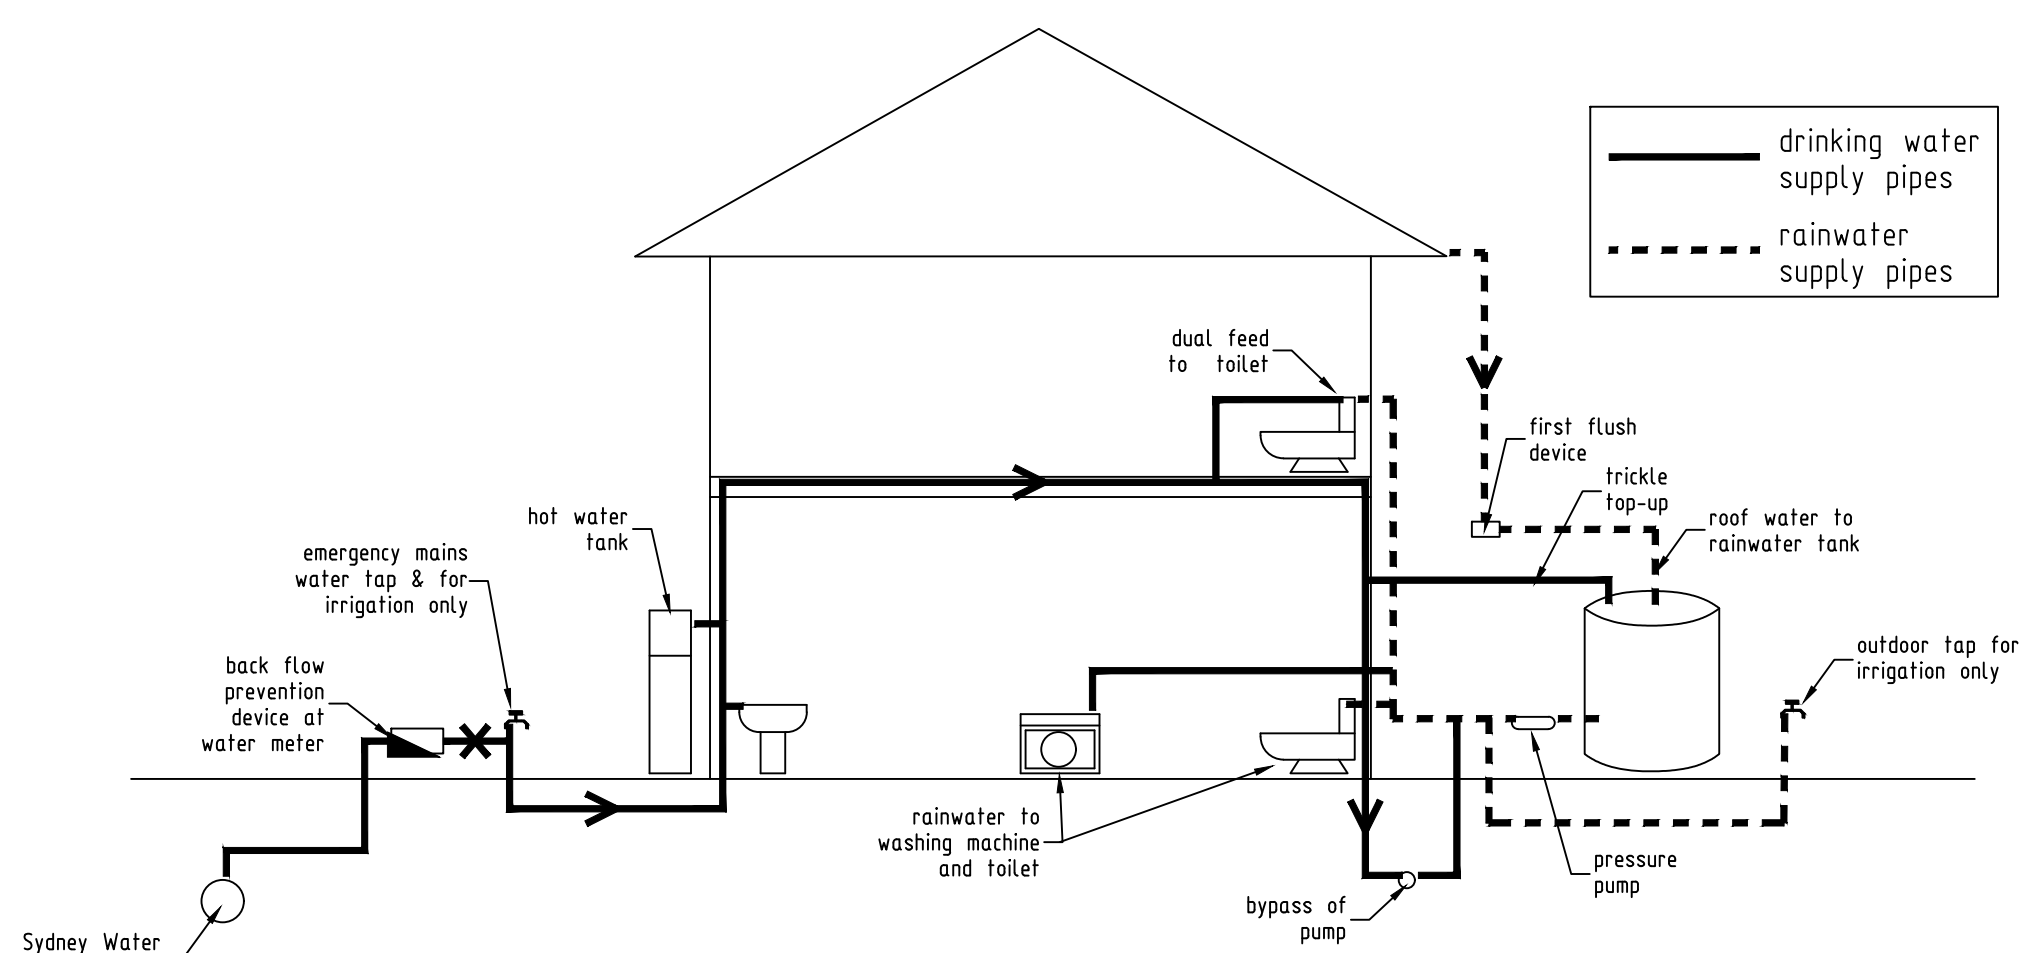 drinking water
supply pipes
rainwater
supply pipes
dual feed
to toilet
first flush
device
trickle
top-up
roof water to
rainwater tank
hot water
tank
emergency mains
water tap & for
irrigation only
back flow
prevention
device at
water meter
outdoor tap for
irrigation only
rainwater to
washing machine
and toilet
pressure
pump
bypass of
pump
Sydney Water